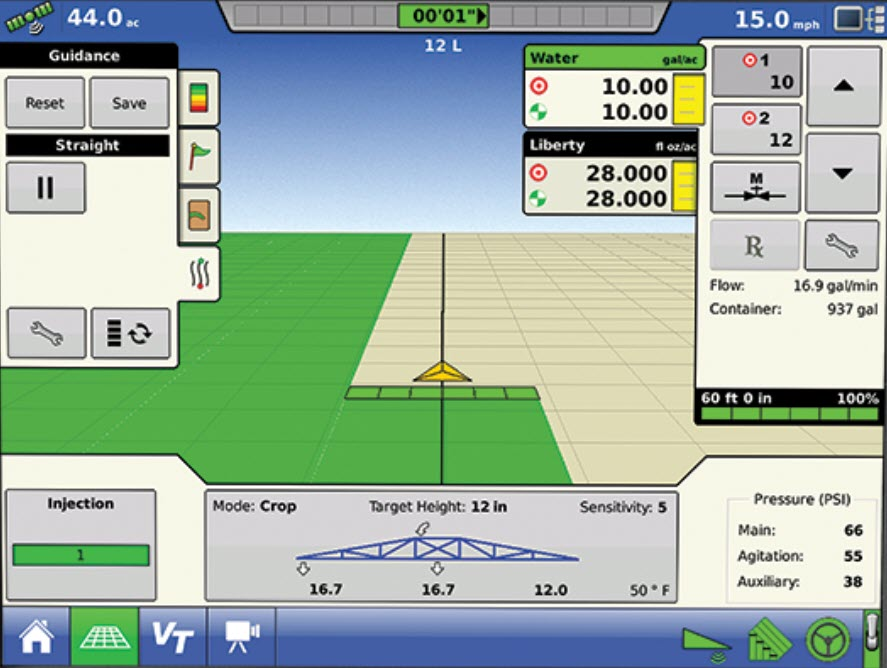 44.0 ac
00'01"
15.0 mph
12 L
Guidance
Reset
Save
Straight
Water gal/ac
10.00
10.00
Liberty fl oz/ac
28.000
28.000
1
10
2
12
M
Rx
Flow: 16.9 gal/min
Container: 937 gal
60 ft 0 in 100%
Injection
1
Mode: Crop Target Height: 12 in Sensitivity: 5
16.7 16.7 12.0 50 ° F
Pressure (PSI)
Main: 66
Agitation: 55
Auxiliary: 38
VT